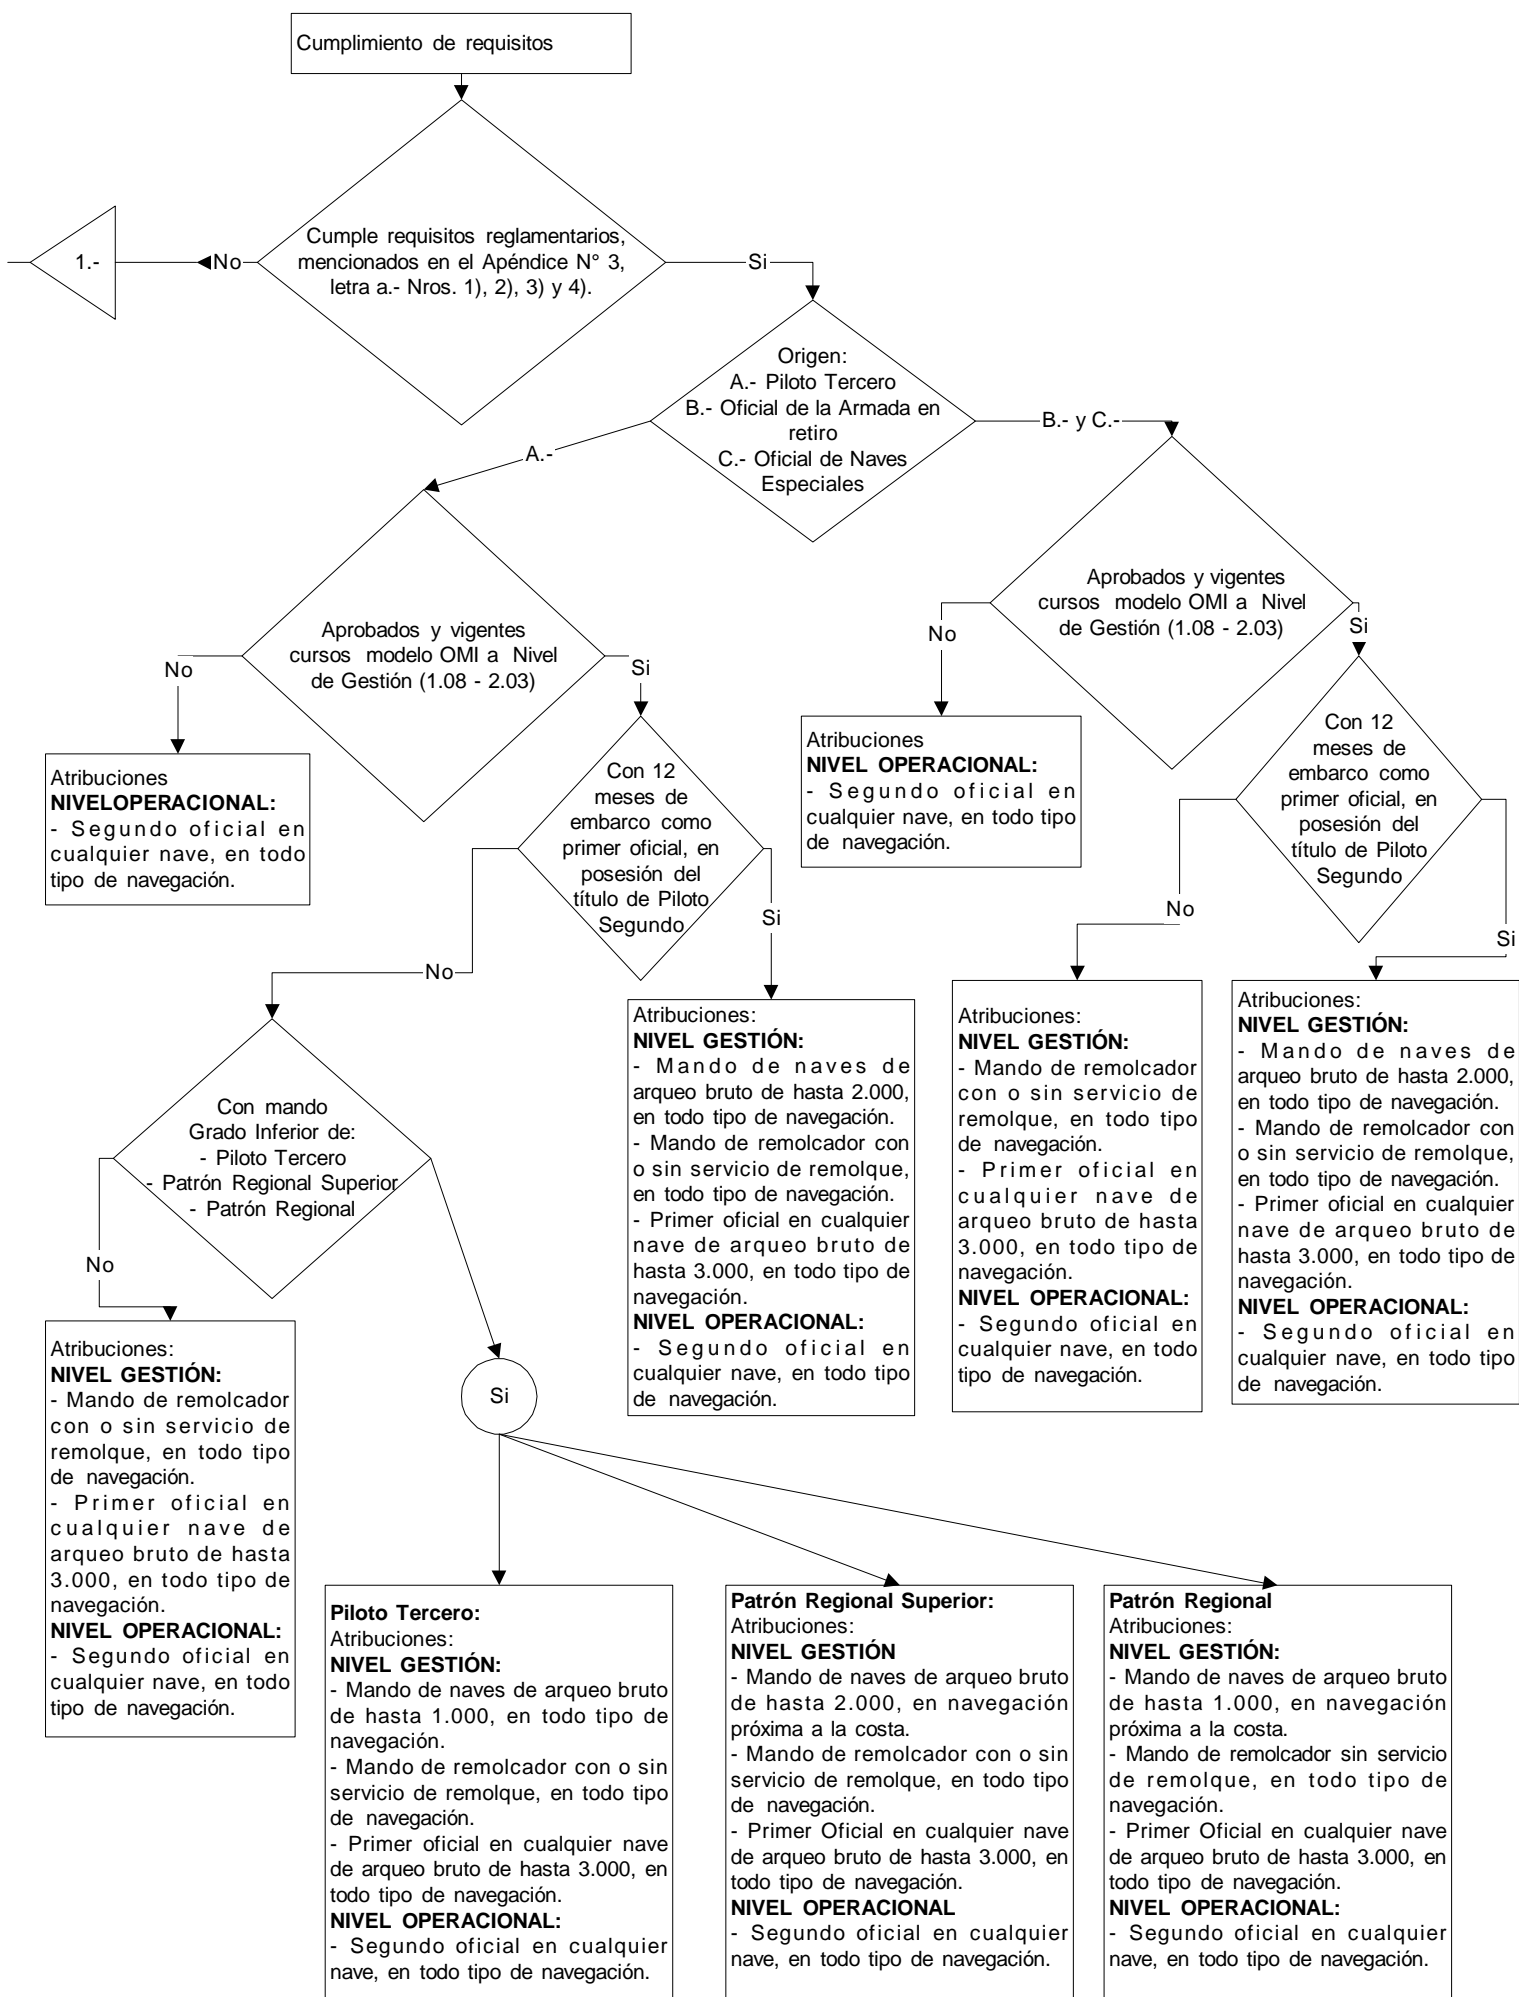 Cumplimiento de requisitos
Cumple requisitos reglamentarios,
mencionados en el Apéndice N° 3,
letra a.- Nros. 1), 2), 3) y 4).
1.-
No
Si
Origen:
A.- Piloto Tercero
B.- Oficial de la Armada en
retiro
C.- Oficial de Naves
Especiales
A.-
B.- y C.-
Aprobados y vigentes
cursos modelo OMI a Nivel
de Gestión (1.08 - 2.03)
No
Si
Aprobados y vigentes
cursos modelo OMI a Nivel
de Gestión (1.08 - 2.03)
No
Si
Atribuciones
NIVELOPERACIONAL:
- Segundo oficial en
cualquier nave, en todo
tipo de navegación.
Con 12
meses de
embarco como
primer oficial, en
posesión del
título de Piloto
Segundo
No
Si
Atribuciones
NIVEL OPERACIONAL:
- Segundo oficial en
cualquier nave, en todo tipo
de navegación.
Con 12
meses de
embarco como
primer oficial, en
posesión del
título de Piloto
Segundo
No
Si
Con mando
Grado Inferior de:
- Piloto Tercero
- Patrón Regional Superior
- Patrón Regional
No
Atribuciones:
NIVEL GESTIÓN:
- Mando de naves de
arqueo bruto de hasta 2.000,
en todo tipo de navegación.
- Mando de remolcador con
o sin servicio de remolque,
en todo tipo de navegación.
- Primer oficial en cualquier
nave de arqueo bruto de
hasta 3.000, en todo tipo de
navegación.
NIVEL OPERACIONAL:
- Segundo oficial en
cualquier nave, en todo tipo
de navegación.
Atribuciones:
NIVEL GESTIÓN:
- Mando de remolcador
con o sin servicio de
remolque, en todo tipo
de navegación.
- Primer oficial en
cualquier nave de
arqueo bruto de hasta
3.000, en todo tipo de
navegación.
NIVEL OPERACIONAL:
- Segundo oficial en
cualquier nave, en todo
tipo de navegación.
Atribuciones:
NIVEL GESTIÓN:
- Mando de naves de
arqueo bruto de hasta 2.000,
en todo tipo de navegación.
- Mando de remolcador con
o sin servicio de remolque,
en todo tipo de navegación.
- Primer oficial en cualquier
nave de arqueo bruto de
hasta 3.000, en todo tipo de
navegación.
NIVEL OPERACIONAL:
- Segundo oficial en
cualquier nave, en todo tipo
de navegación.
Atribuciones:
NIVEL GESTIÓN:
- Mando de remolcador
con o sin servicio de
remolque, en todo tipo
de navegación.
- Primer oficial en
cualquier nave de
arqueo bruto de hasta
3.000, en todo tipo de
navegación.
NIVEL OPERACIONAL:
- Segundo oficial en
cualquier nave, en todo
tipo de navegación.
Si
Piloto Tercero:
Atribuciones:
NIVEL GESTIÓN:
- Mando de naves de arqueo bruto
de hasta 1.000, en todo tipo de
navegación.
- Mando de remolcador con o sin
servicio de remolque, en todo tipo
de navegación.
- Primer oficial en cualquier nave
de arqueo bruto de hasta 3.000, en
todo tipo de navegación.
NIVEL OPERACIONAL:
- Segundo oficial en cualquier
nave, en todo tipo de navegación.
Patrón Regional Superior:
Atribuciones:
NIVEL GESTIÓN
- Mando de naves de arqueo bruto
de hasta 2.000, en navegación
próxima a la costa.
- Mando de remolcador con o sin
servicio de remolque, en todo tipo
de navegación.
- Primer Oficial en cualquier nave
de arqueo bruto de hasta 3.000, en
todo tipo de navegación.
NIVEL OPERACIONAL
- Segundo oficial en cualquier
nave, en todo tipo de navegación.
Patrón Regional
Atribuciones:
NIVEL GESTIÓN:
- Mando de naves de arqueo bruto
de hasta 1.000, en navegación
próxima a la costa.
- Mando de remolcador sin servicio
de remolque, en todo tipo de
navegación.
- Primer Oficial en cualquier nave
de arqueo bruto de hasta 3.000, en
todo tipo de navegación.
NIVEL OPERACIONAL:
- Segundo oficial en cualquier
nave, en todo tipo de navegación.